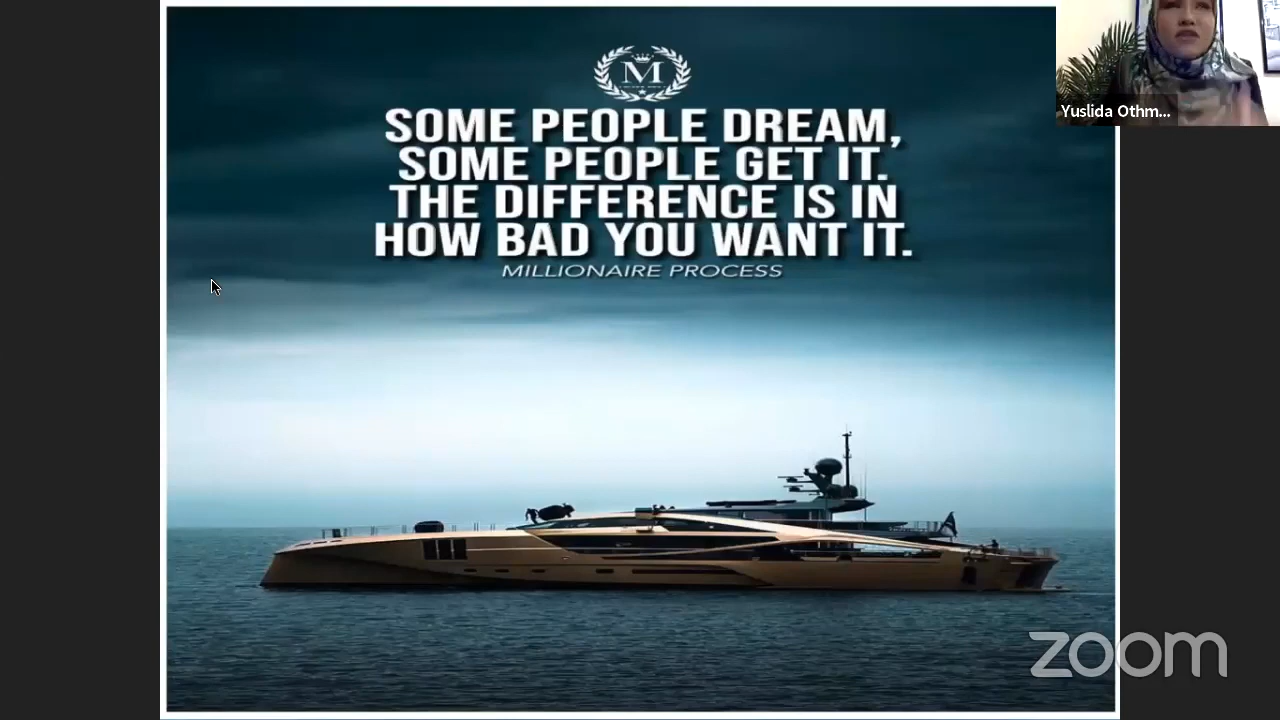 M
SOME PEOPLE DREAM,
SOME PEOPLE GET IT.
THE DIFFERENCE IS IN
HOW BAD YOU WANT IT.
MILLIONAIRE PROCESS
Yuslida Othm...
zoom